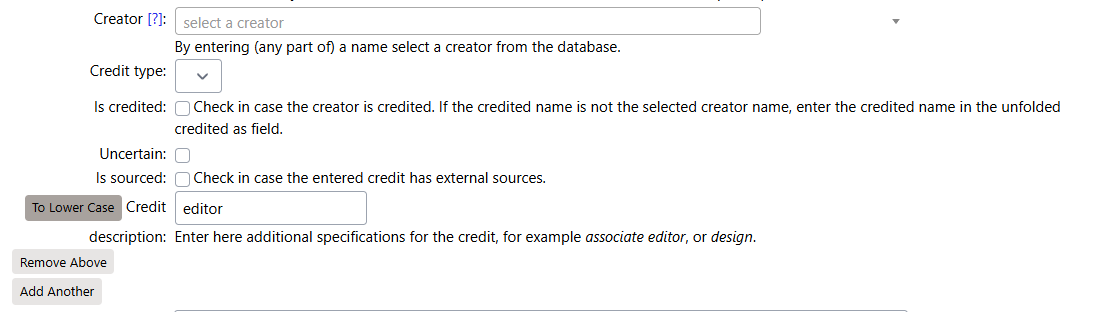 Creator [?]: select a creator
By entering (any part of) a name select a creator from the database.
Credit type:
Is credited: Check in case the creator is credited. If the credited name is not the selected creator name, enter the credited name in the unfolded
credited as field.
Uncertain:
Is sourced: Check in case the entered credit has external sources.
To Lower Case Credit editor
description: Enter here additional specifications for the credit, for example associate editor, or design.
Remove Above
Add Another